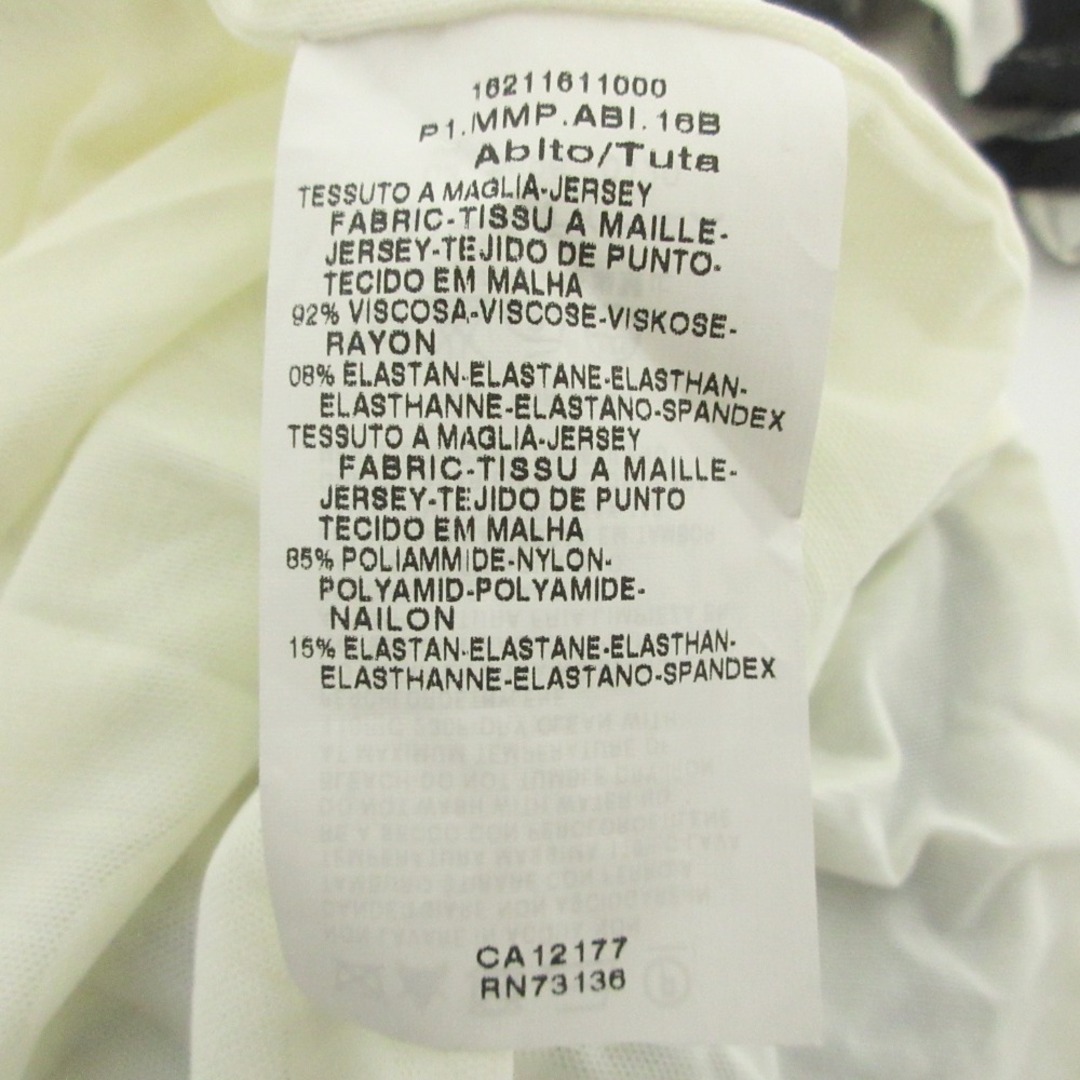 16211611000
P1.MMP.ABI.16B
Abito/Tuta
TESSUTO A MAGLIA-JERSEY
FABRIC-TISSU A MAILLE-
JERSEY-TEJIDO DE PUNTO-
TECIDO EM MALHA
92% VISCOSA-VISCOSE-VISKOSE-
RAYON
08% ELASTAN-ELASTANE-ELASTHAN-
ELASTHANNE-ELASTANO-SPANDEX
TESSUTO A MAGLIA-JERSEY
FABRIC-TISSU A MAILLE-
JERSEY-TEJIDO DE PUNTO
TECIDO EM MALHA
85% POLIAMMIDE-NYLON-
POLYAMID-POLYAMIDE-
NAILON
15% ELASTAN-ELASTANE-ELASTHAN-
ELASTHANNE-ELASTANO-SPANDEX
CA12177
RN73136